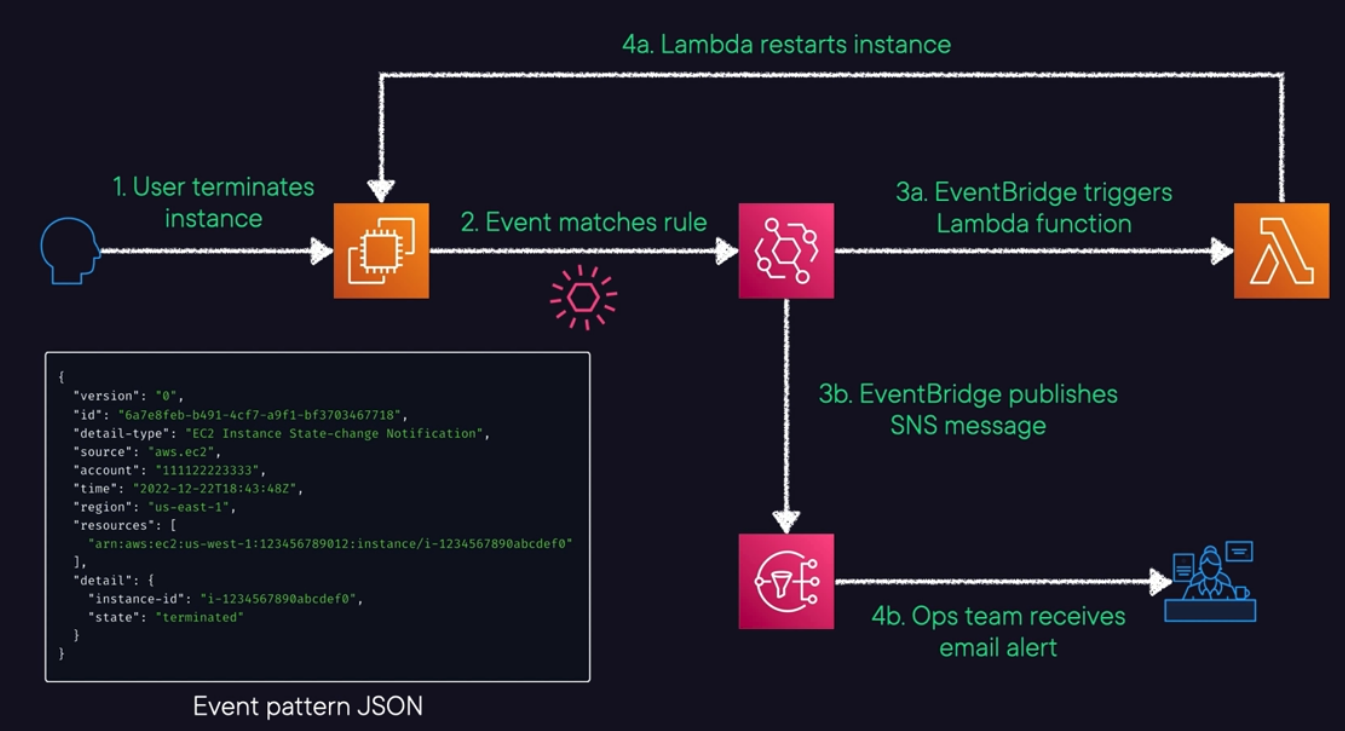 4a. Lambda restarts instance
1. User terminates
instance
2. Event matches rule
3a. EventBridge triggers
Lambda function
{
"version": "0",
"id": "6a7e8feb-b491-4cf7-a9f1-bf3703467718",
"detail-type": "EC2 Instance State-change Notification",
"source": "aws.ec2",
"account": "111122223333",
"time": "2022-12-22T18:43:48Z",
"region": "us-east-1",
"resources": [
"arn:aws:ec2:us-west-1:123456789012:instance/i-1234567890abcdef0"
],
"detail": {
"instance-id": "i-1234567890abcdef0",
"state": "terminated"
}
}
Event pattern JSON
3b. EventBridge publishes
SNS message
4b. Ops team receives
email alert